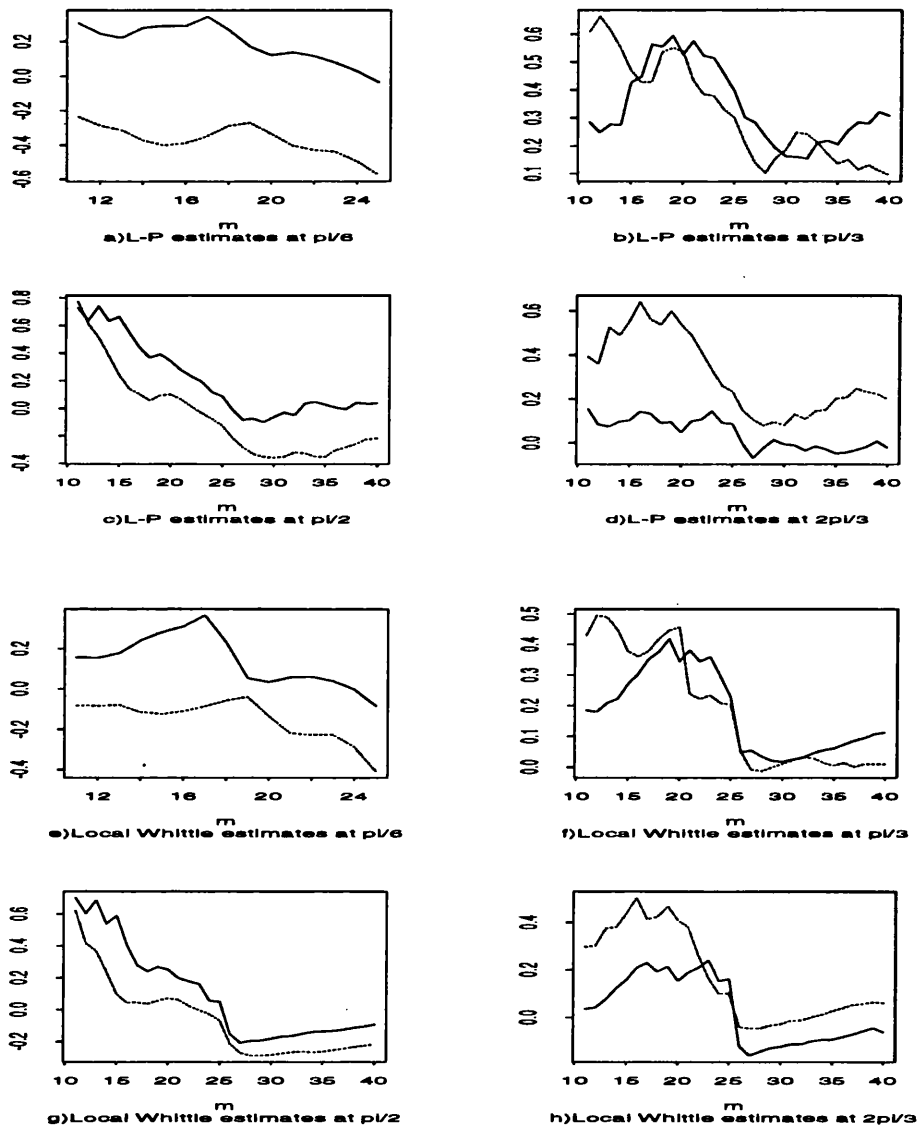 0.2
0.0
-0.2
-0.4
-0.6
12 16 20 24
m
a)L-P estimates at pi/6
0.6
0.5
0.4
0.3
0.2
0.1
10 15 20 25 30 35 40
m
b)L-P estimates at pi/3
0.8
0.6
0.4
0.2
0.0
-0.4
10 15 20 25 30 35 40
m
c)L-P estimates at pi/2
0.6
0.4
0.2
0.0
10 15 20 25 30 35 40
m
d)L-P estimates at 2pi/3
0.2
0.0
-0.2
-0.4
12 16 20 24
m
e)Local Whittle estimates at pi/6
0.5
0.4
0.3
0.2
0.1
0.0
10 15 20 25 30 35 40
m
f)Local Whittle estimates at pi/3
0.6
0.4
0.2
0.0
-0.2
10 15 20 25 30 35 40
m
g)Local Whittle estimates at pi/2
0.4
0.2
0.0
10 15 20 25 30 35 40
m
h)Local Whittle estimates at 2pi/3